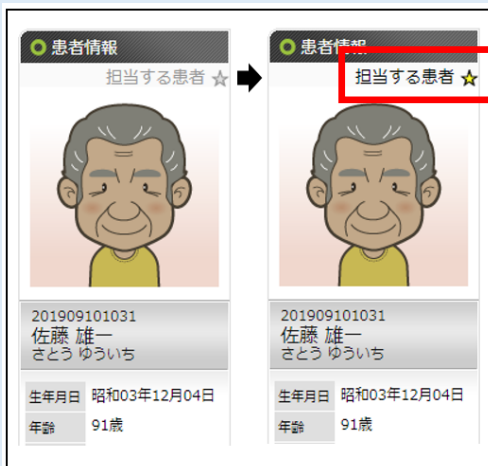 患者情報
担当する患者 ☆
201909101031
佐藤 雄一
さとう ゆういち
生年月日 昭和03年12月04日
年齢 91歳
患者情報
担当する患者 ★
201909101031
佐藤 雄一
さとう ゆういち
生年月日 昭和03年12月04日
年齢 91歳